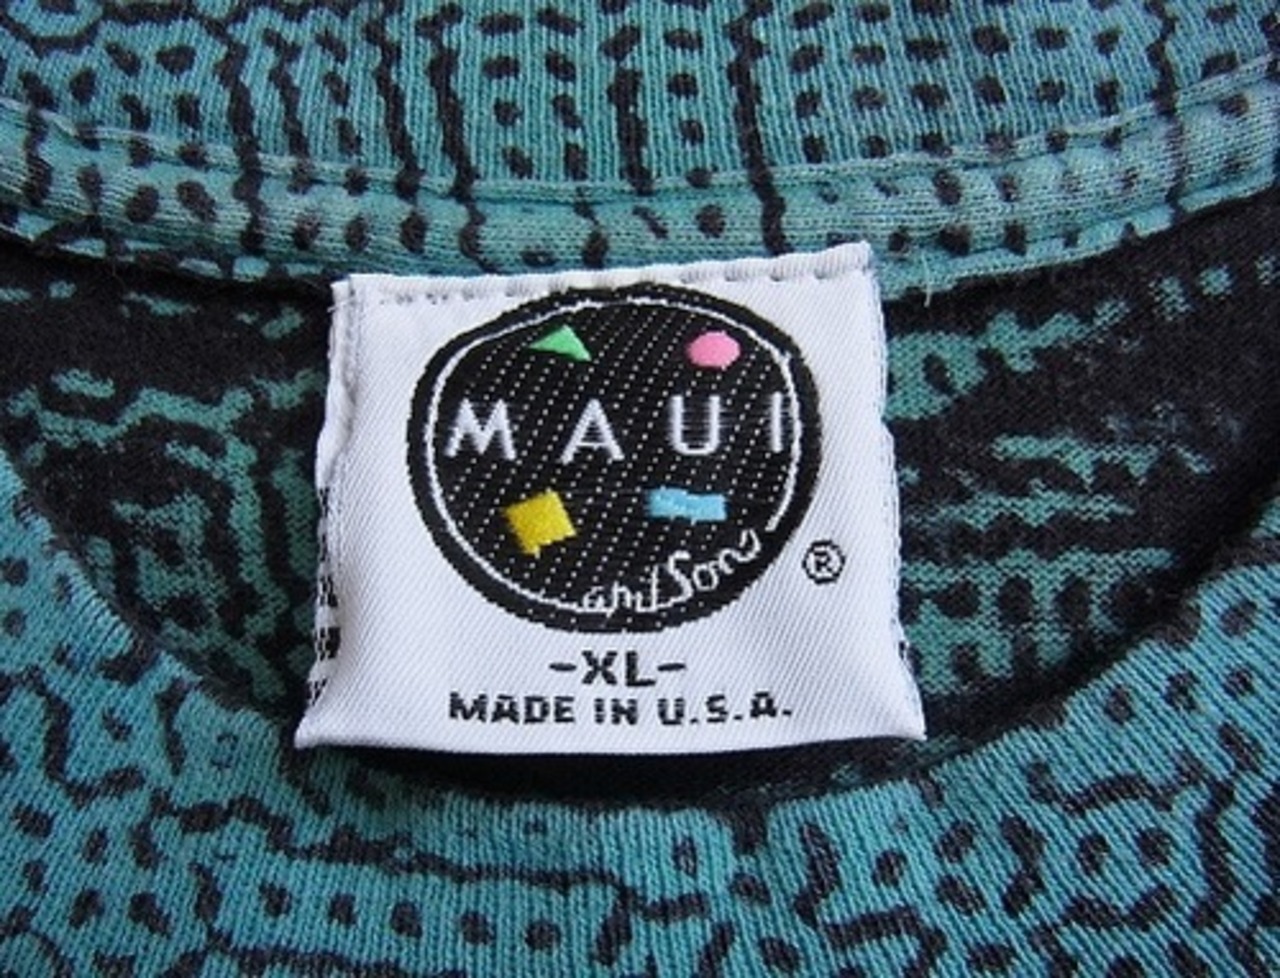 MAUI
and Sons
®
-XL-
MADE IN U.S.A.